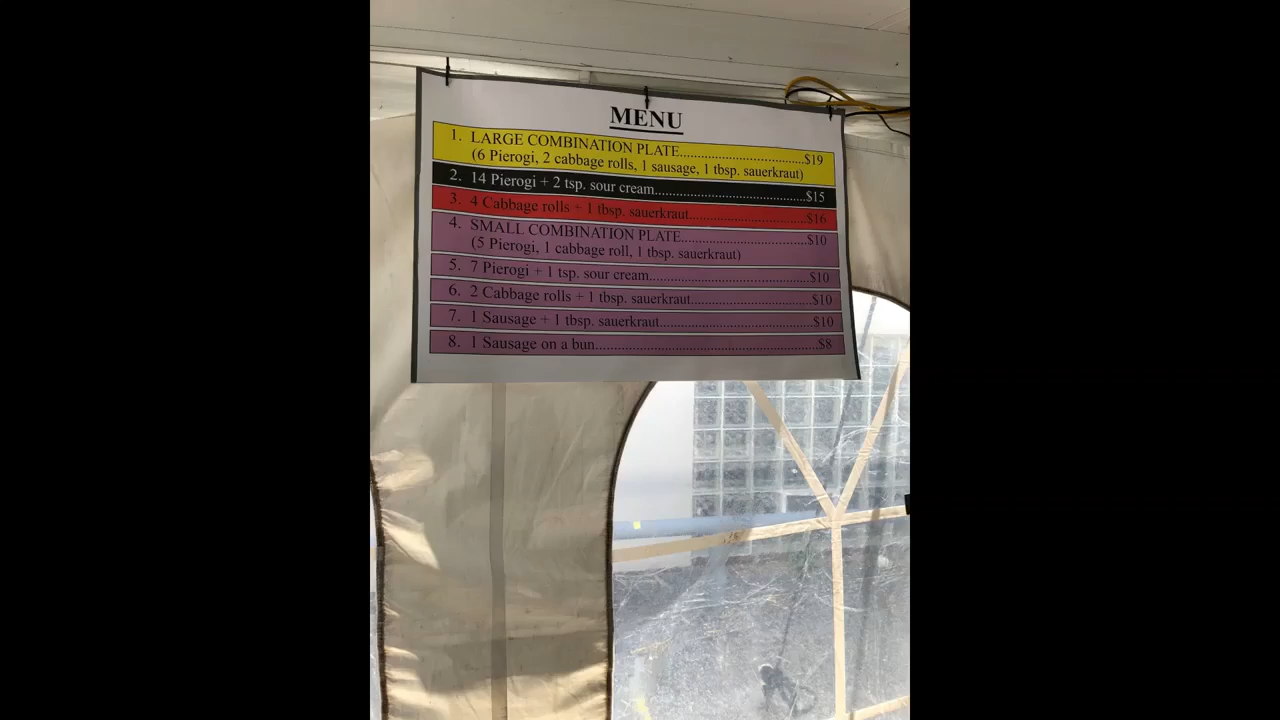 MENU
1. LARGE COMBINATION PLATE..........................................$19
(6 Pierogi, 2 cabbage rolls, 1 sausage, 1 tbsp. sauerkraut)
2. 14 Pierogi + 2 tsp. sour cream..................................................$15
3. 4 Cabbage rolls + 1 tbsp. sauerkraut.......................................$16
4. SMALL COMBINATION PLATE..........................................$10
(5 Pierogi, 1 cabbage roll, 1 tbsp. sauerkraut)
5. 7 Pierogi + 1 tsp. sour cream.....................................................$10
6. 2 Cabbage rolls + 1 tbsp. sauerkraut........................................$10
7. 1 Sausage + 1 tbsp. sauerkraut..................................................$10
8. 1 Sausage on a bun......................................................................$8